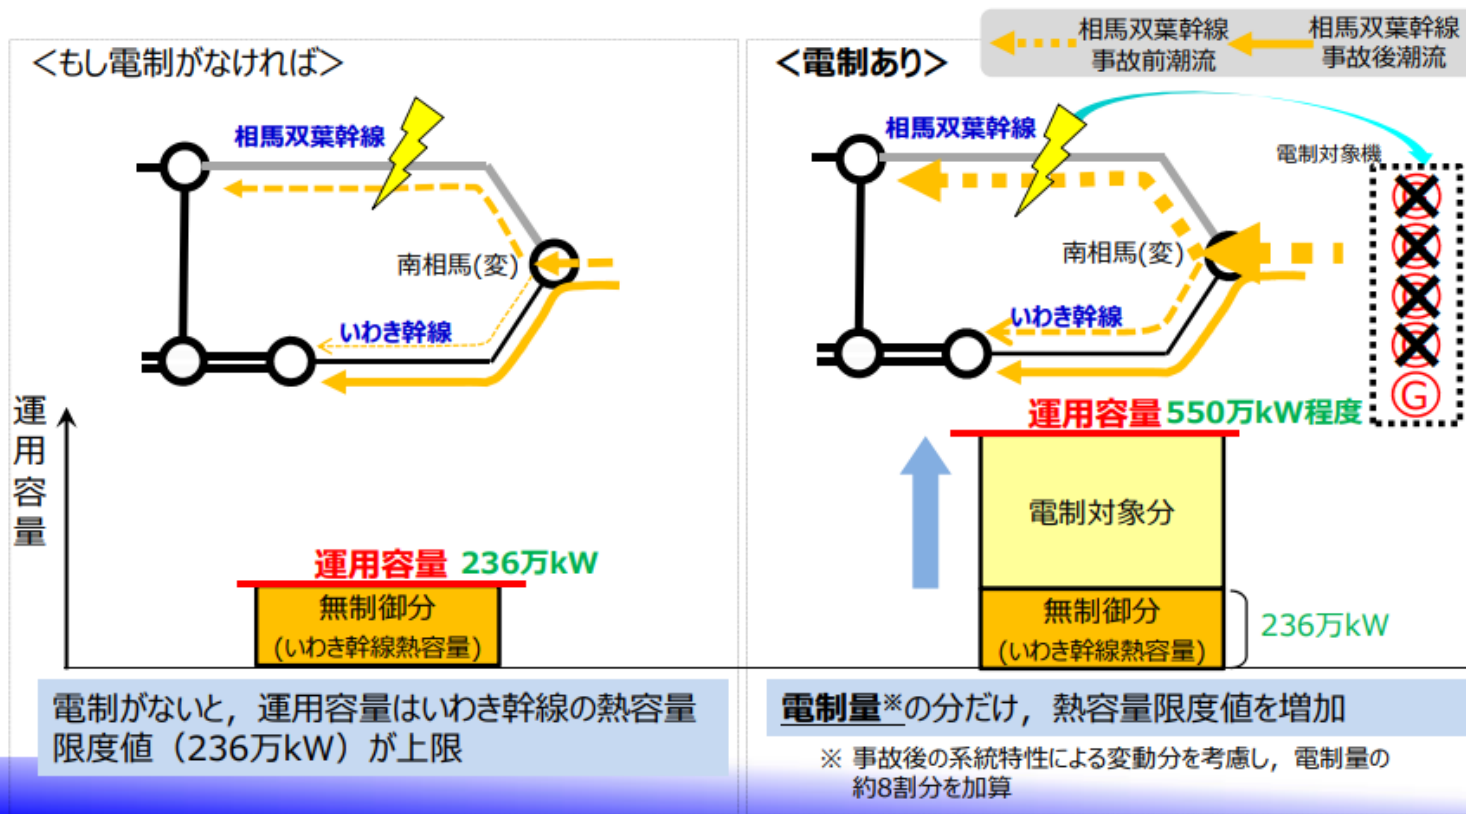 <もし電制がなければ>
相馬双葉幹線
南相馬(変)
いわき幹線
運用容量
運用容量 236万kW
無制御分
(いわき幹線熱容量)
電制がないと，運用容量はいわき幹線の熱容量
限度値（236万kW）が上限
<電制あり>
相馬双葉幹線
事故前潮流
相馬双葉幹線
事故後潮流
相馬双葉幹線
電制対象機
南相馬(変)
いわき幹線
G
運用容量 550万kW程度
電制対象分
無制御分
(いわき幹線熱容量)
236万kW
電制量※の分だけ，熱容量限度値を増加
※ 事故後の系統特性による変動分を考慮し，電制量の
約8割分を加算